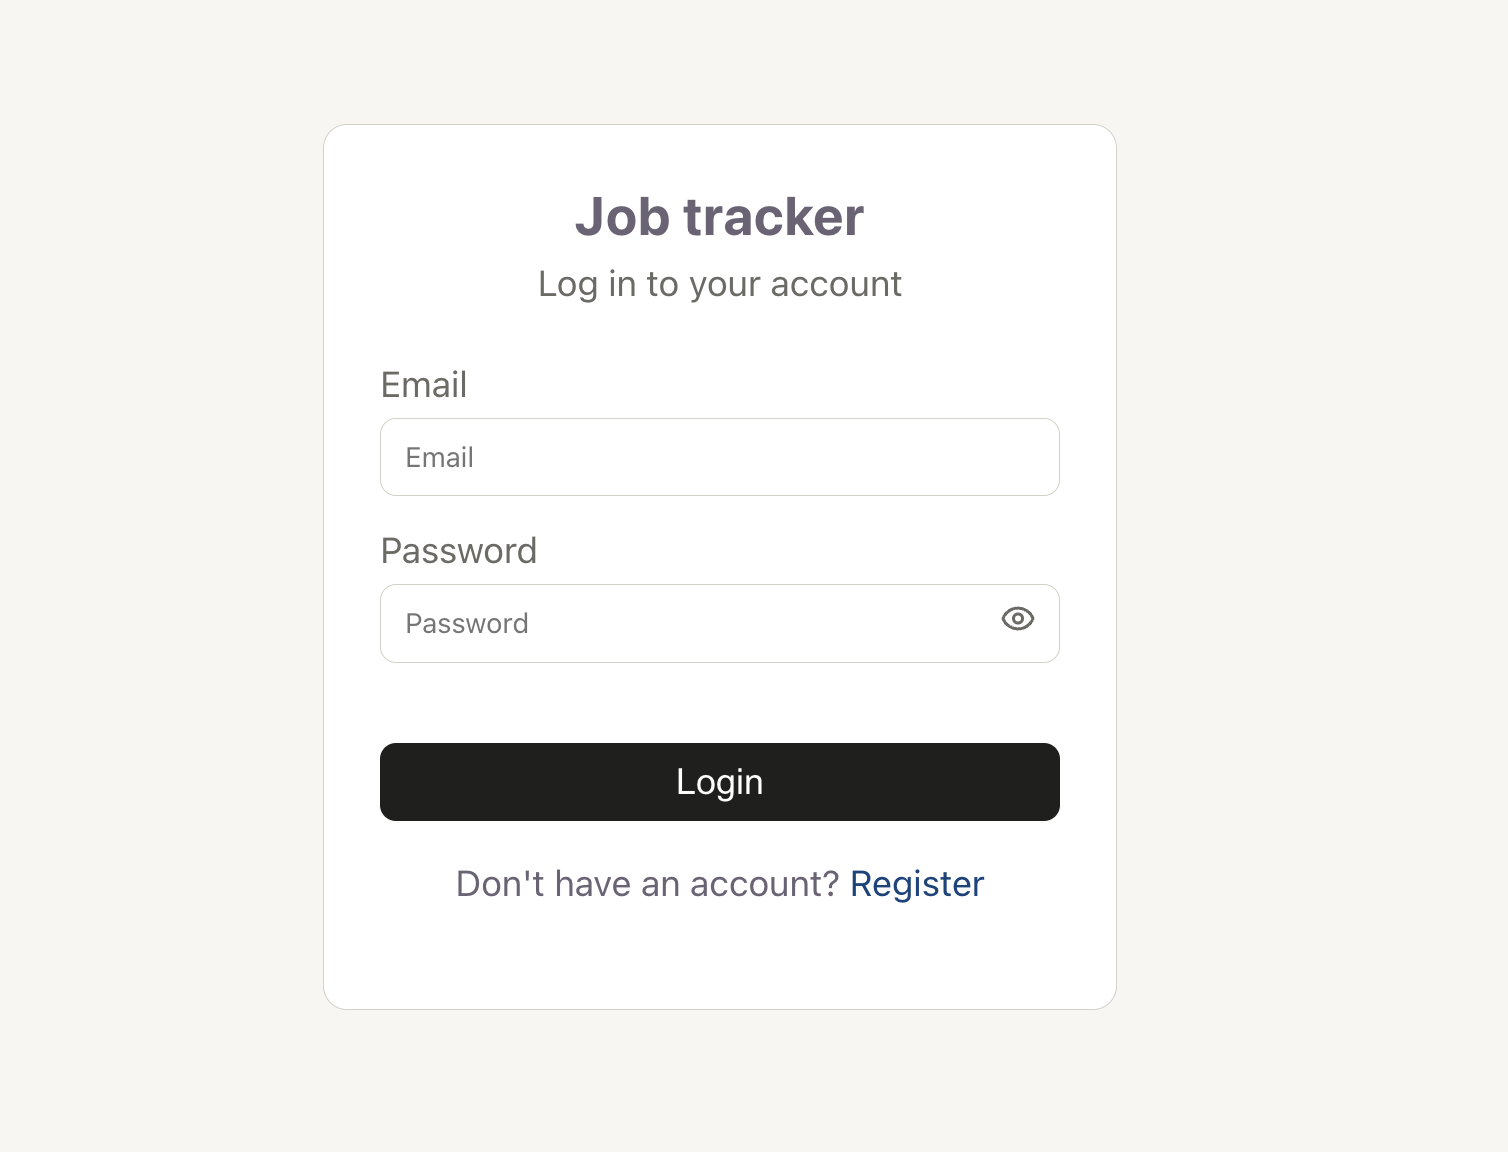 Job tracker
Log in to your account
Email
Email
Password
Password
Login
Don't have an account? Register